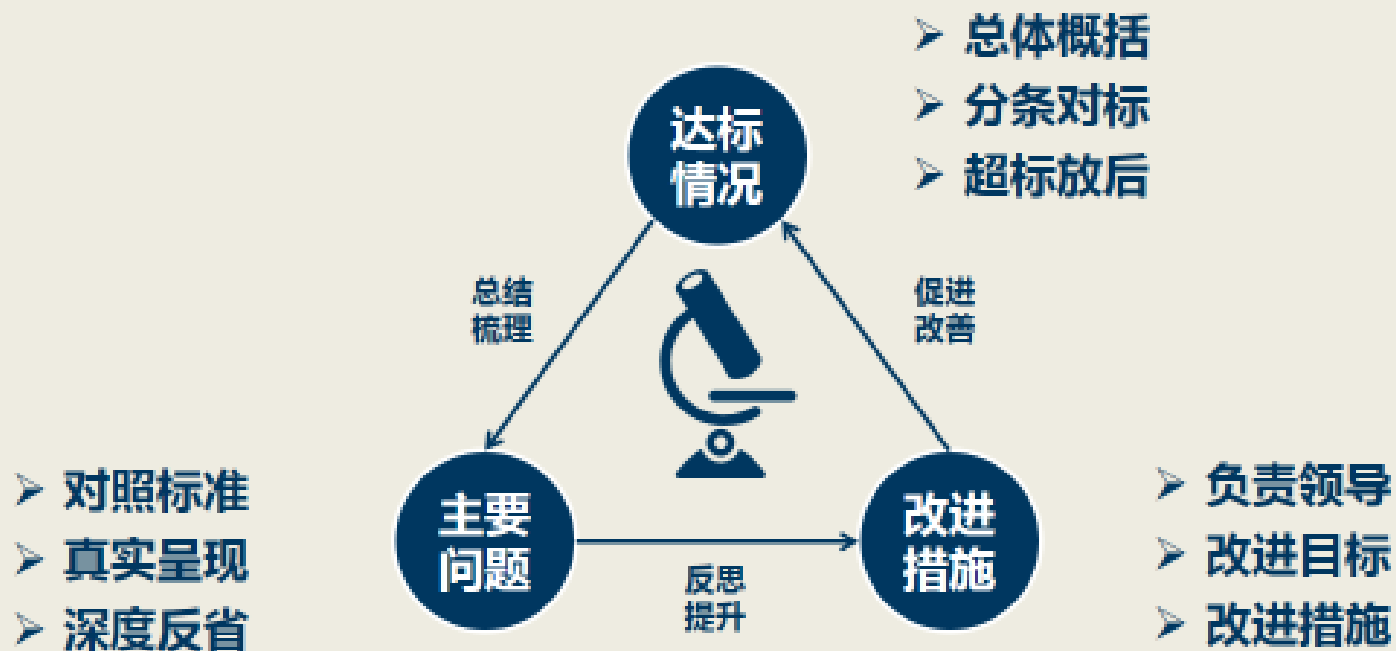 总体概括
分条对标
超标放后
达标
情况
总结
梳理
促进
改善
对照标准
真实呈现
深度反省
主要
问题
反思
提升
改进
措施
负责领导
改进目标
改进措施